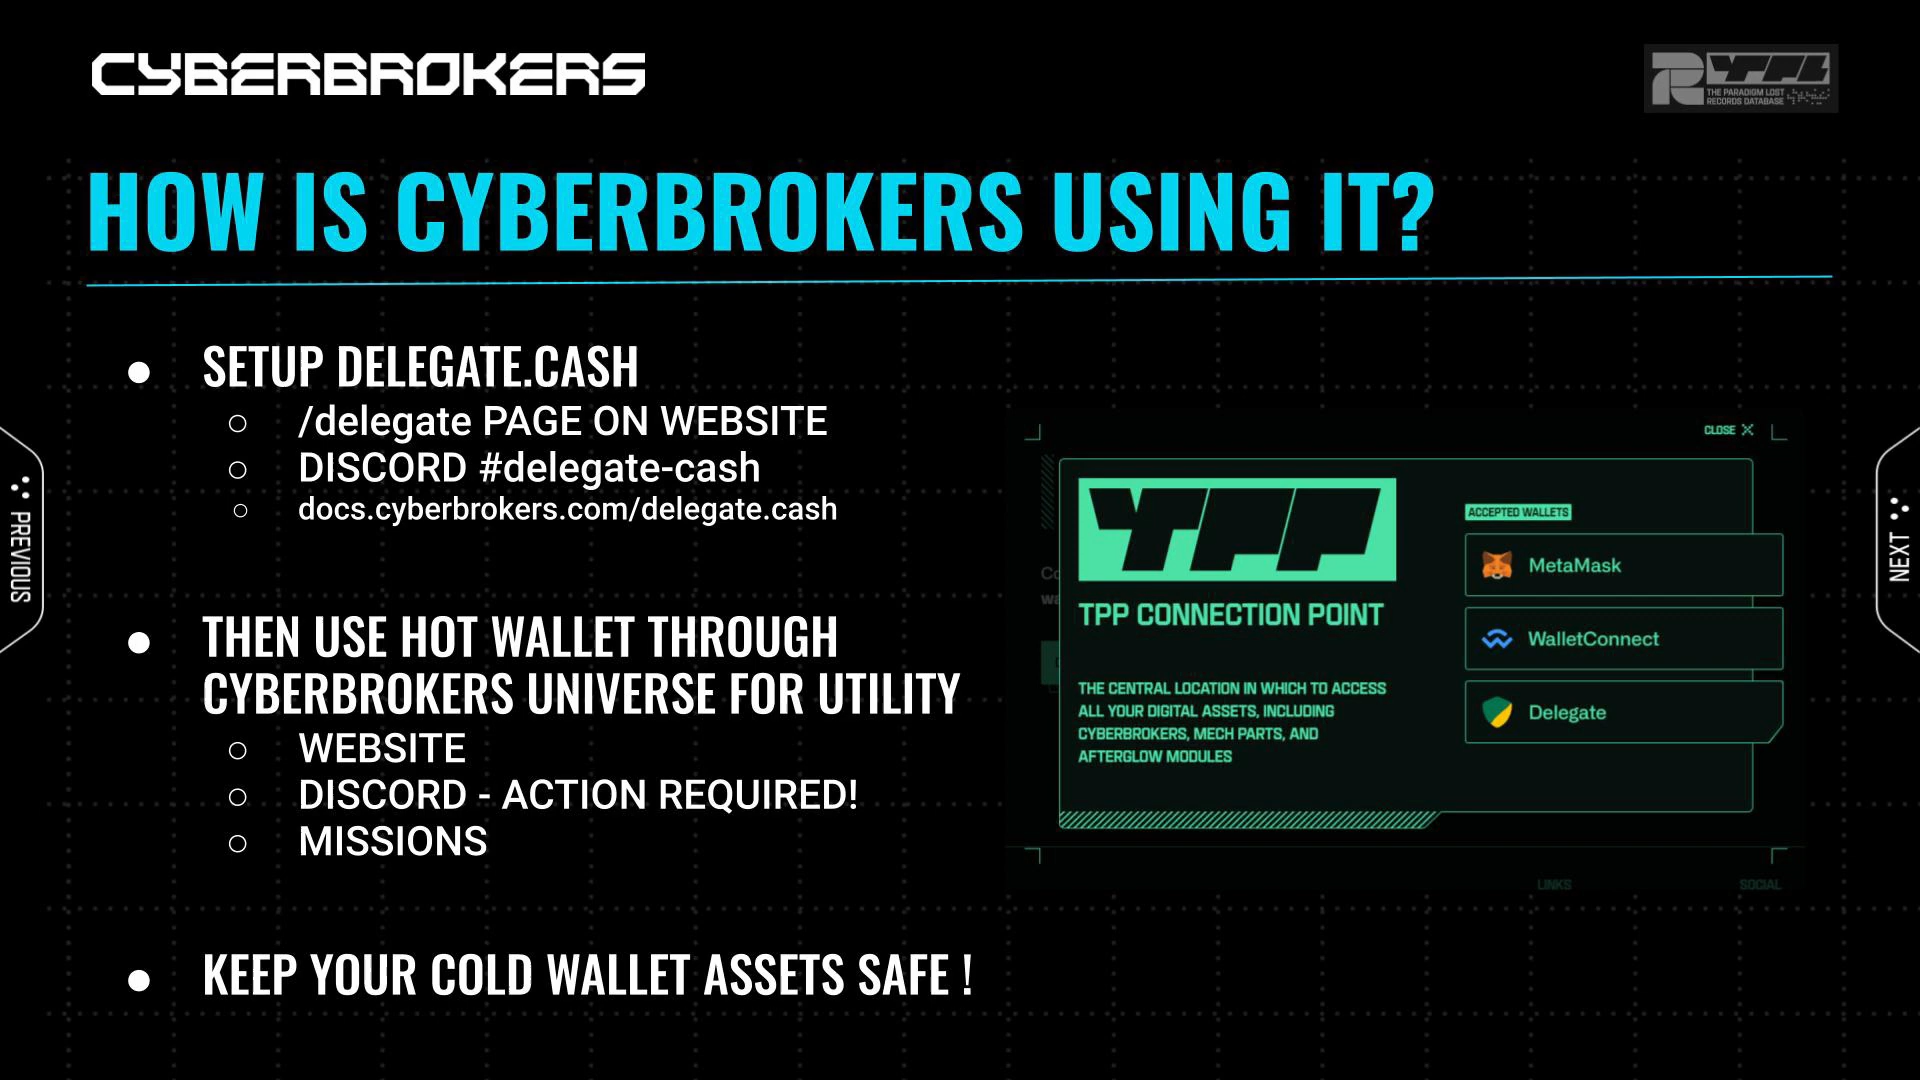 CYBERBROKERS
THE PARADIGM LOST
RECORDS DATABASE
HOW IS CYBERBROKERS USING IT?
● SETUP DELEGATE.CASH
○ /delegate PAGE ON WEBSITE
○ DISCORD #delegate-cash
○ docs.cyberbrokers.com/delegate.cash
● THEN USE HOT WALLET THROUGH
CYBERBROKERS UNIVERSE FOR UTILITY
○ WEBSITE
○ DISCORD - ACTION REQUIRED!
○ MISSIONS
● KEEP YOUR COLD WALLET ASSETS SAFE !
PREVIOUS
CLOSE
TPP
TPP CONNECTION POINT
THE CENTRAL LOCATION IN WHICH TO ACCESS
ALL YOUR DIGITAL ASSETS, INCLUDING
CYBERBROKERS, MECH PARTS, AND
AFTERGLOW MODULES
ACCEPTED WALLETS
MetaMask
WalletConnect
Delegate
LINKS
SOCIAL
NEXT